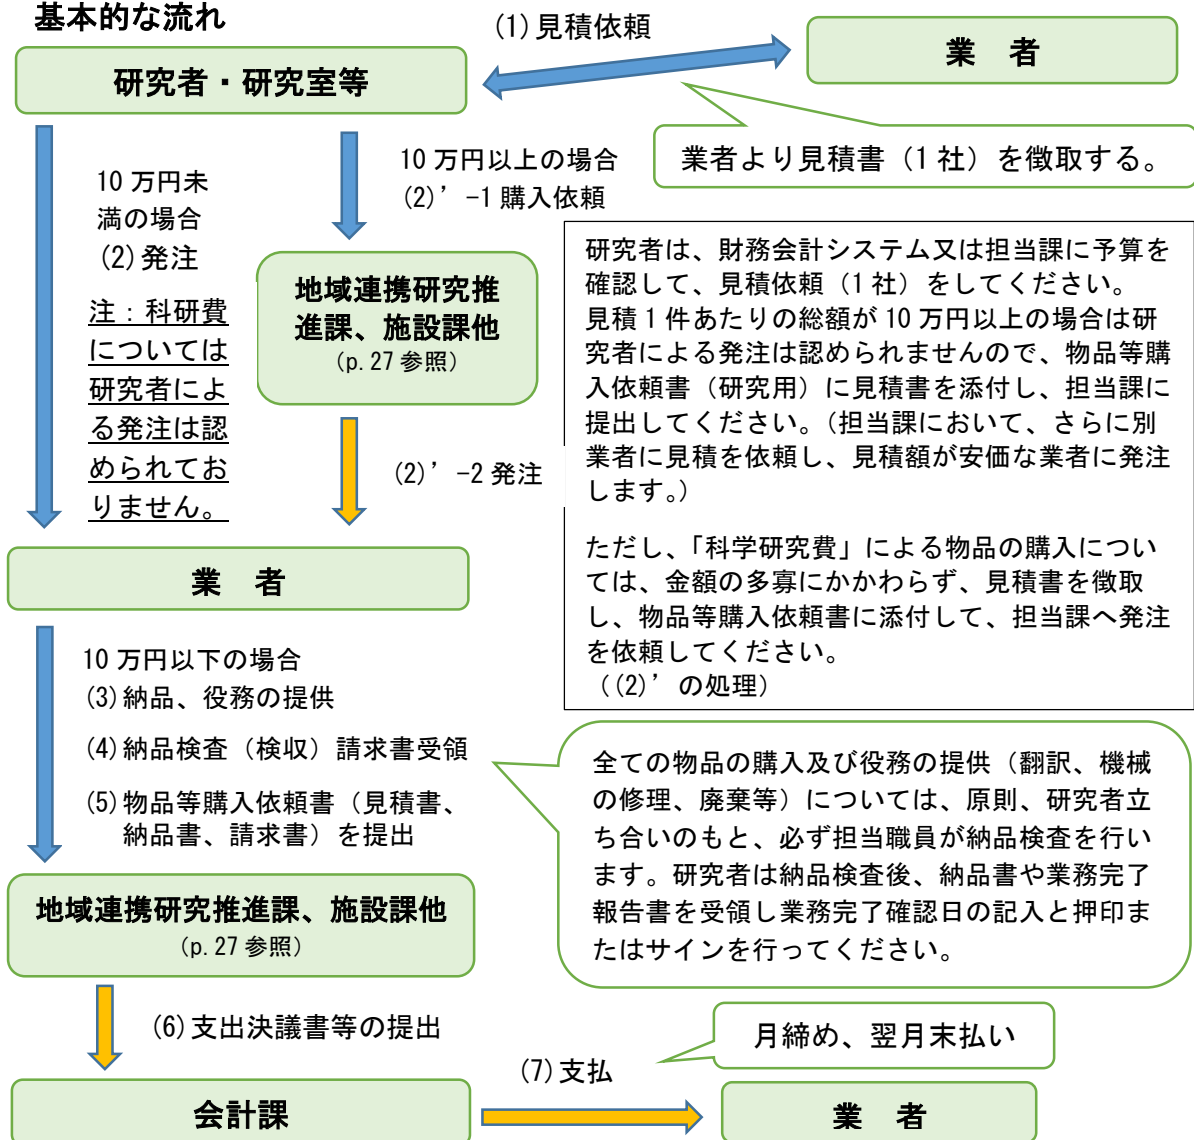 基本的な流れ
(1)見積依頼
業　者
研究者・研究室等
業者より見積書（1社）を徴取する。
10万円未
満の場合
(2)発注
注：科研費
については
研究者によ
る発注は認
められてお
りません。
10万円以上の場合
(2)’-1購入依頼
地域連携研究推
進課、施設課他
(p.27参照)
(2)’-2発注
研究者は、財務会計システム又は担当課に予算を
確認して、見積依頼（1社）をしてください。
見積1件あたりの総額が10万円以上の場合は研
究者による発注は認められませんので、物品等購
入依頼書（研究用）に見積書を添付し、担当課に
提出してください。（担当課において、さらに別
業者に見積を依頼し、見積額が安価な業者に発注
します。）
ただし、「科学研究費」による物品の購入につい
ては、金額の多寡にかかわらず、見積書を徴取
し、物品等購入依頼書に添付して、担当課へ発注
を依頼してください。
（(2)’の処理）
業　者
10万円以下の場合
(3)納品、役務の提供
(4)納品検査（検収）請求書受領
(5)物品等購入依頼書（見積書、
納品書、請求書）を提出
全ての物品の購入及び役務の提供（翻訳、機械
の修理、廃棄等）については、原則、研究者立
ち合いのもと、必ず担当職員が納品検査を行い
ます。研究者は納品検査後、納品書や業務完了
報告書を受領し業務完了確認日の記入と押印ま
たはサインを行ってください。
地域連携研究推進課、施設課他
(p.27参照)
(6)支出決議書等の提出
月締め、翌月末払い
(7)支払
会計課
業　者